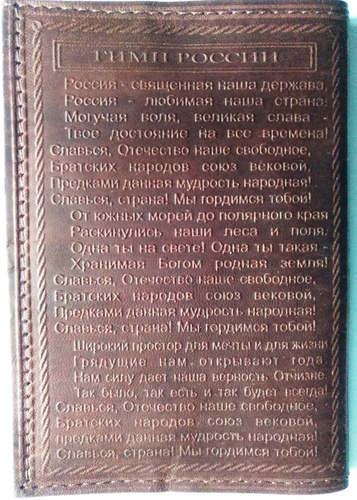 ГИМН РОССИИ
Россия - священная наша держава,
Россия - любимая наша страна.
Могучая воля, великая слава -
Твое достояние на все времена!
Славься, Отечество наше свободное,
Братских народов союз вековой,
Предками данная мудрость народная!
Славься, страна! Мы гордимся тобой!
От южных морей до полярного края
Раскинулись наши леса и поля.
Одна ты на свете! Одна ты такая -
Хранимая Богом родная земля!
Славься, Отечество наше свободное,
Братских народов союз вековой,
Предками данная мудрость народная!
Славься, страна! Мы гордимся тобой!
Широкий простор для мечты и для жизни
Грядущие нам открывают года.
Нам силу дает наша верность Отчизне.
Так было, так есть и так будет всегда!
Славься, Отечество наше свободное,
Братских народов союз вековой,
предками данная мудрость народная!
Славься, страна! Мы гордимся тобой!